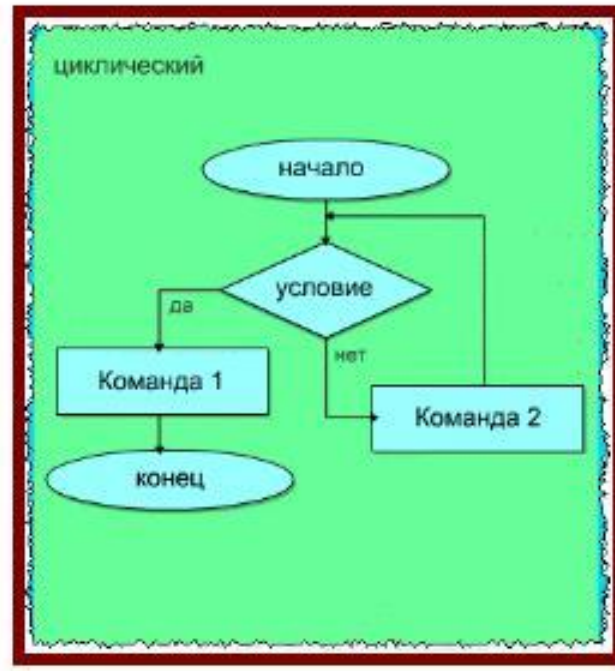 циклический
начало
условие
да
нет
Команда 1
Команда 2
конец